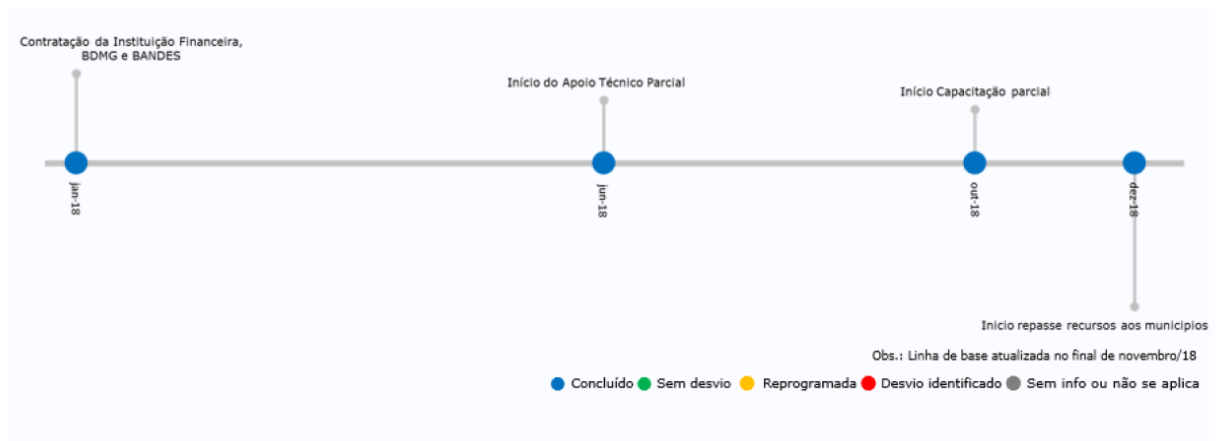 Contratação da Instituição Financeira,
BDMG e BANDES
Início do Apoio Técnico Parcial
Início Capacitação parcial
jan-18
jun-18
out-18
dez-18
Inicio repasse recursos aos municipios
Obs.: Linha de base atualizada no final de novembro/18
Concluído Sem desvio Reprogramada Desvio identificado Sem info ou não se aplica